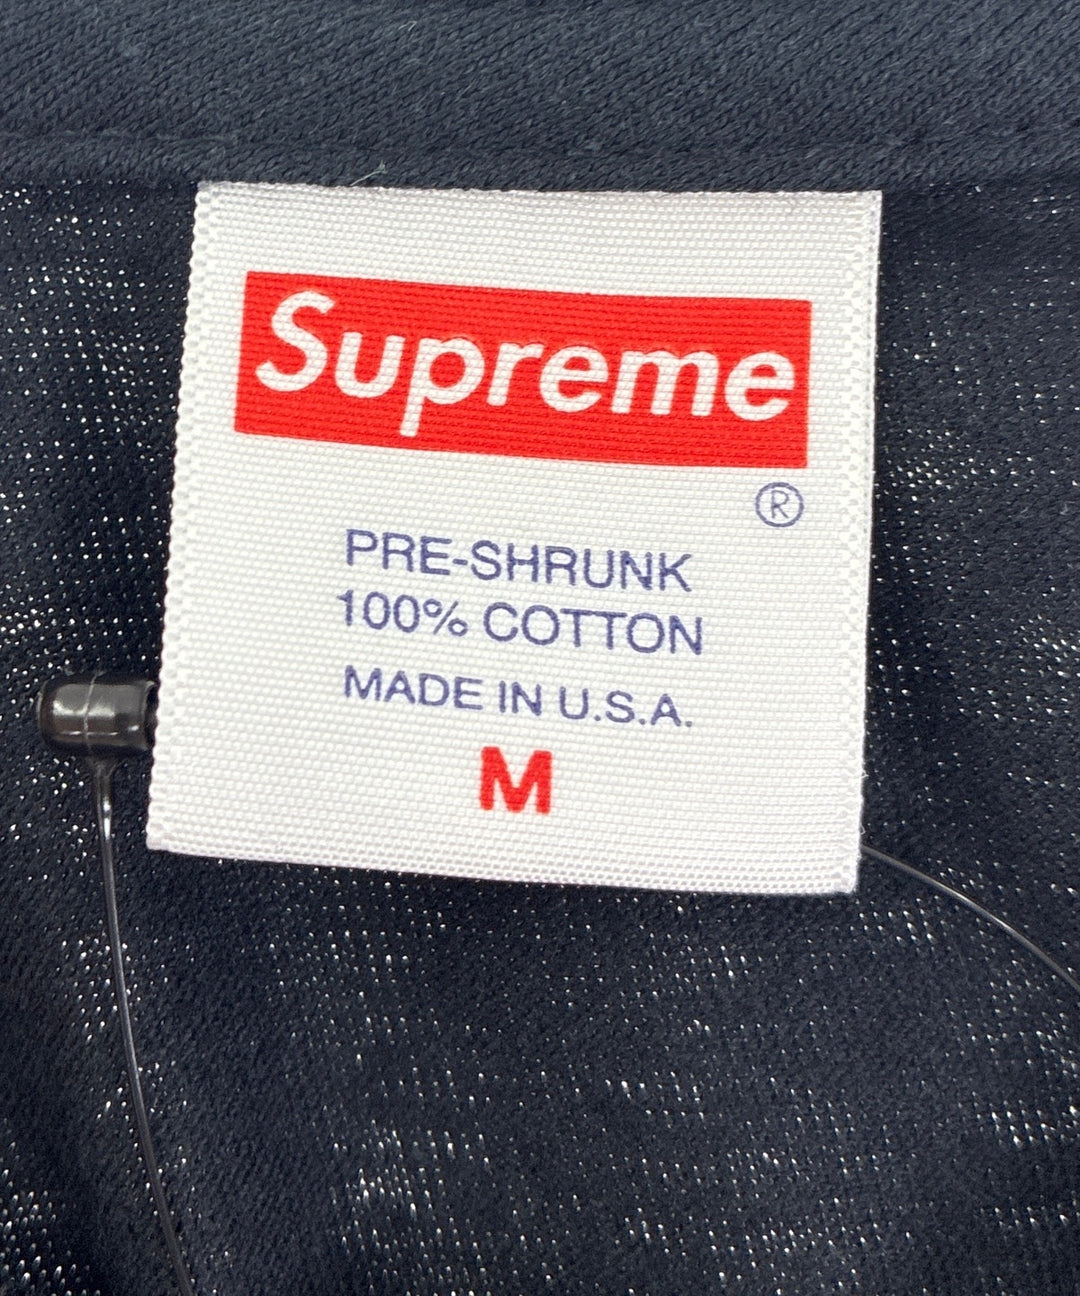 Supreme
®
PRE-SHRUNK
100% COTTON
MADE IN U.S.A.
M